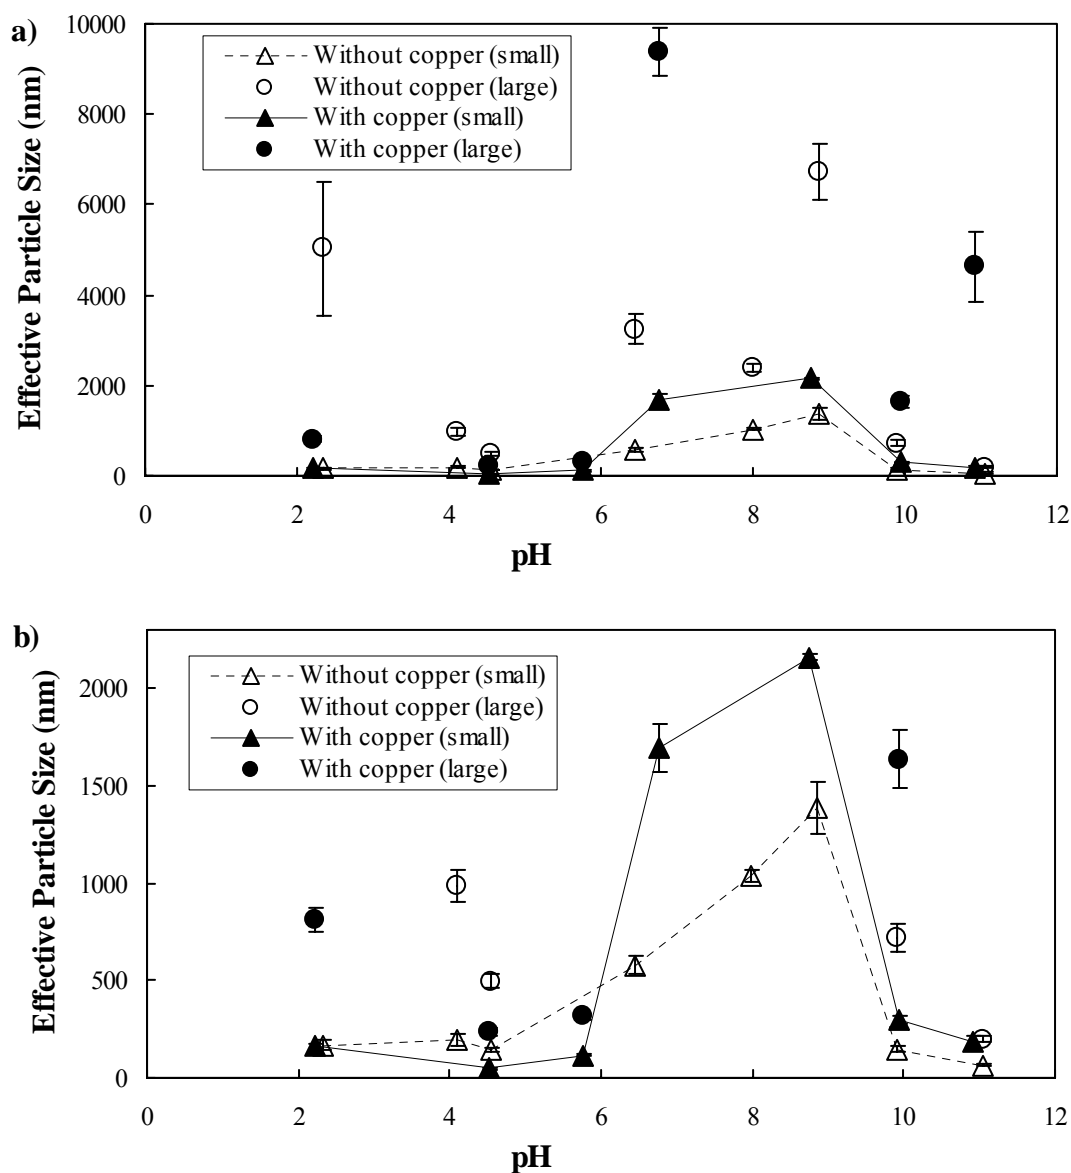 a)
Effective Particle Size (nm)
10000
8000
6000
4000
2000
0
Without copper (small)
Without copper (large)
With copper (small)
With copper (large)
0 2 4 6 8 10 12
pH
b)
Effective Particle Size (nm)
2000
1500
1000
500
0
Without copper (small)
Without copper (large)
With copper (small)
With copper (large)
0 2 4 6 8 10 12
pH